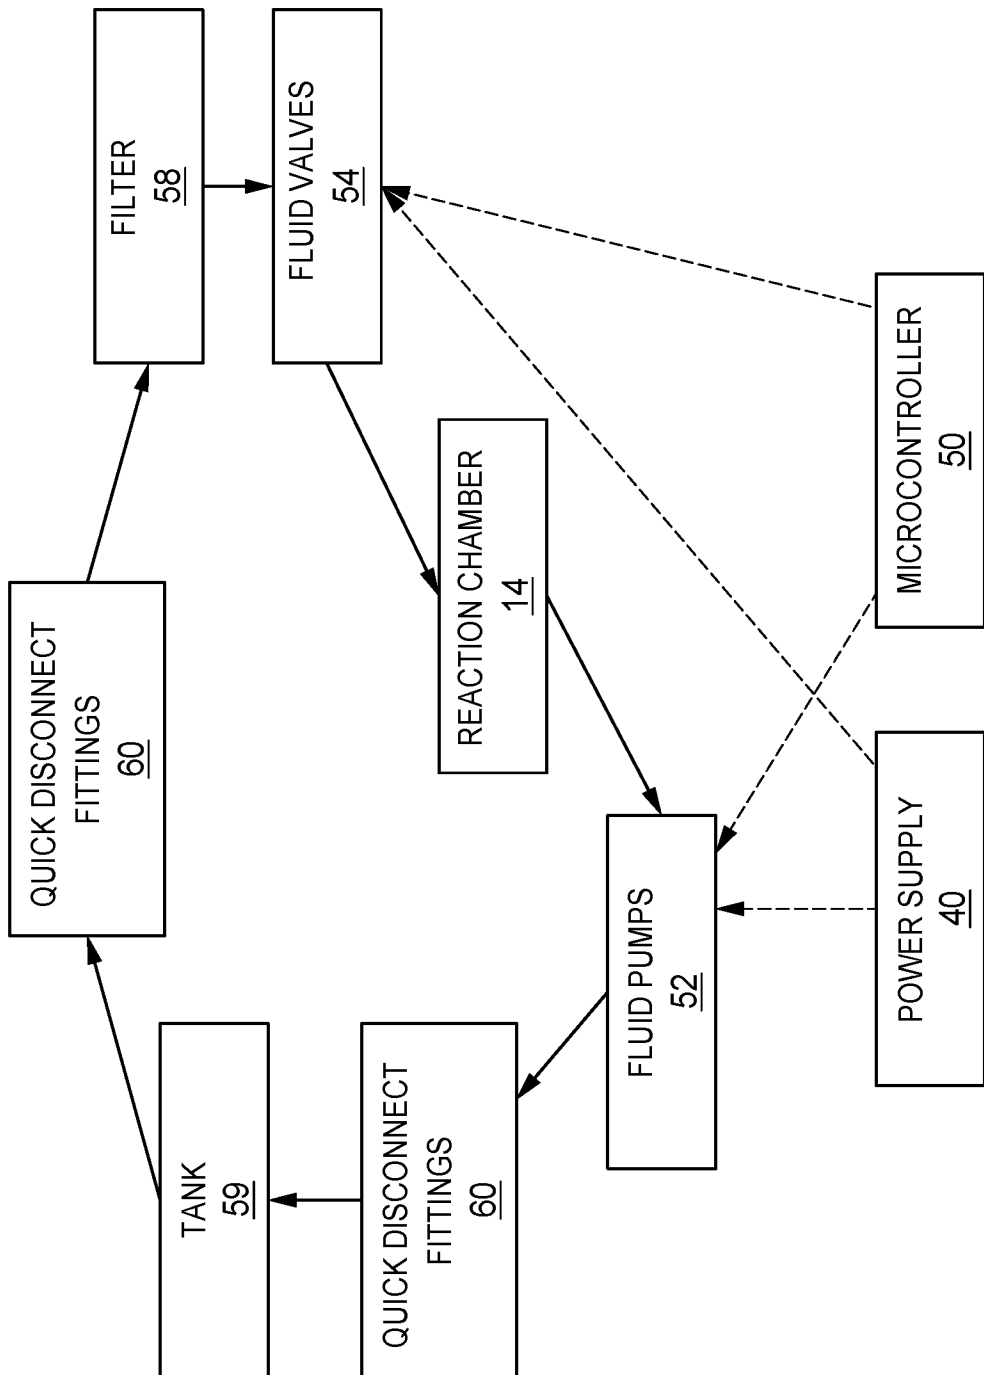 TANK
59
QUICK DISCONNECT
FITTINGS
60
QUICK DISCONNECT
FITTINGS
60
FLUID PUMPS
52
POWER SUPPLY
40
REACTION CHAMBER
14
FILTER
58
FLUID VALVES
54
MICROCONTROLLER
50